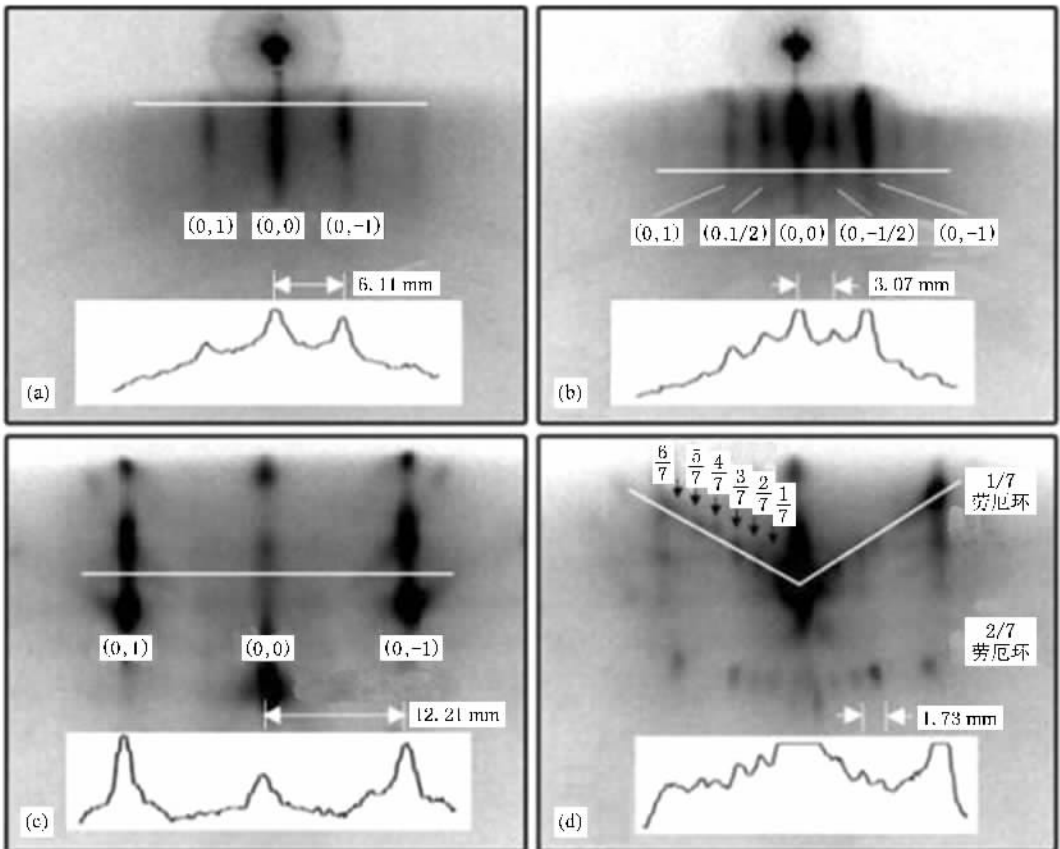 (0,1)
(0,0)
(0,-1)
6.11 mm
(a)
(0,1)
(0.1/2)
(0,0)
(0,-1/2)
(0,-1)
3.07 mm
(b)
(0,1)
(0,0)
(0,-1)
12.21 mm
(c)
6/7
5/7
4/7
3/7
2/7
1/7
1/7
劳厄环
2/7
劳厄环
1.73 mm
(d)